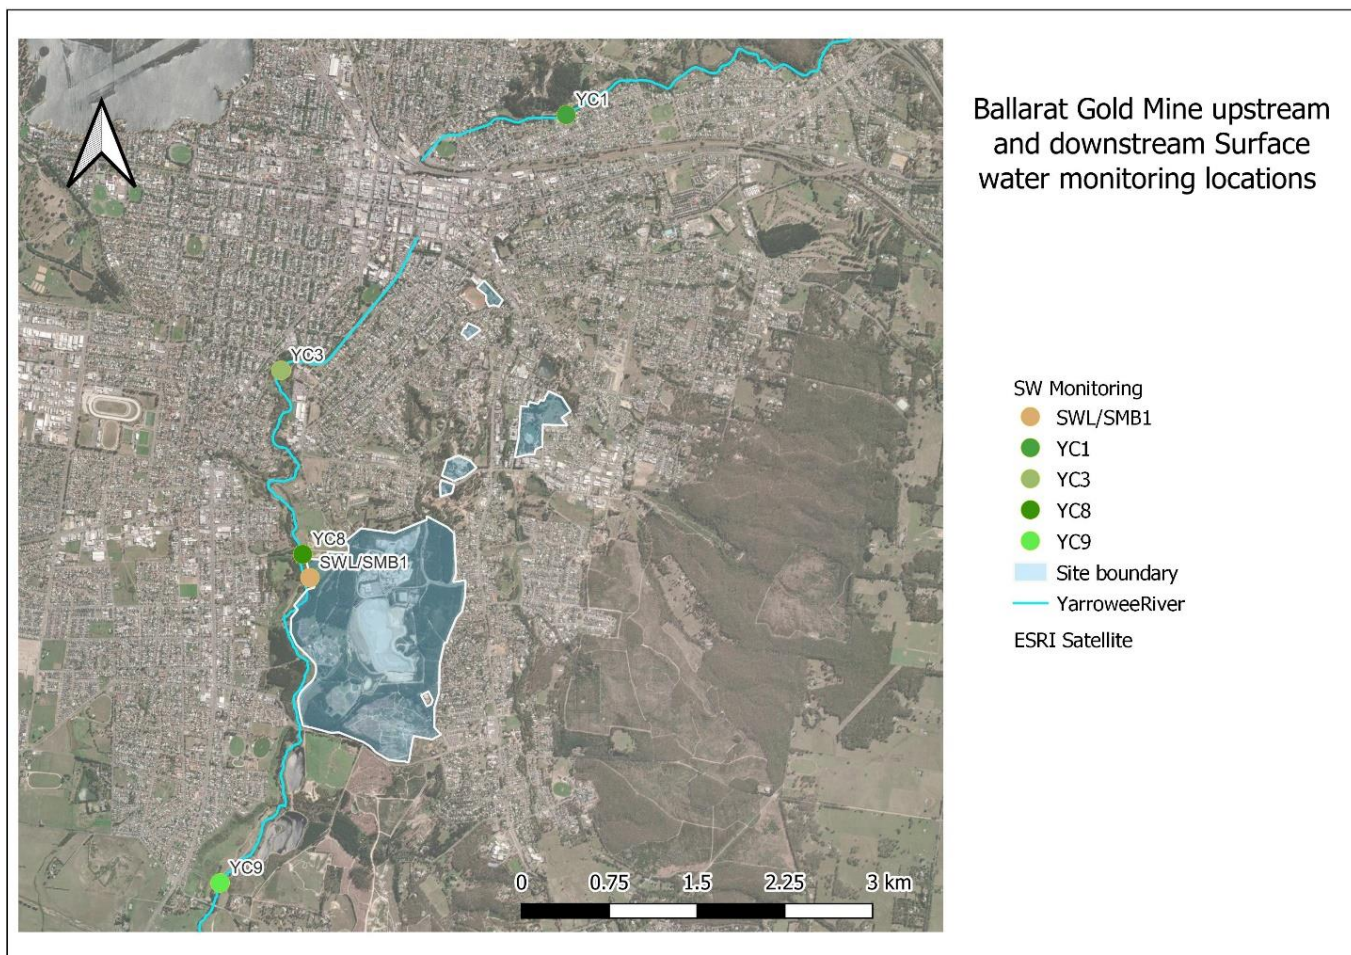 Ballarat Gold Mine upstream
and downstream Surface
water monitoring locations
YC1
YC3
YC8
SWL/SMB1
YC9
0 0.75 1.5 2.25 3 km
SW Monitoring
SWL/SMB1
YC1
YC3
YC8
YC9
Site boundary
YarroweeRiver
ESRI Satellite